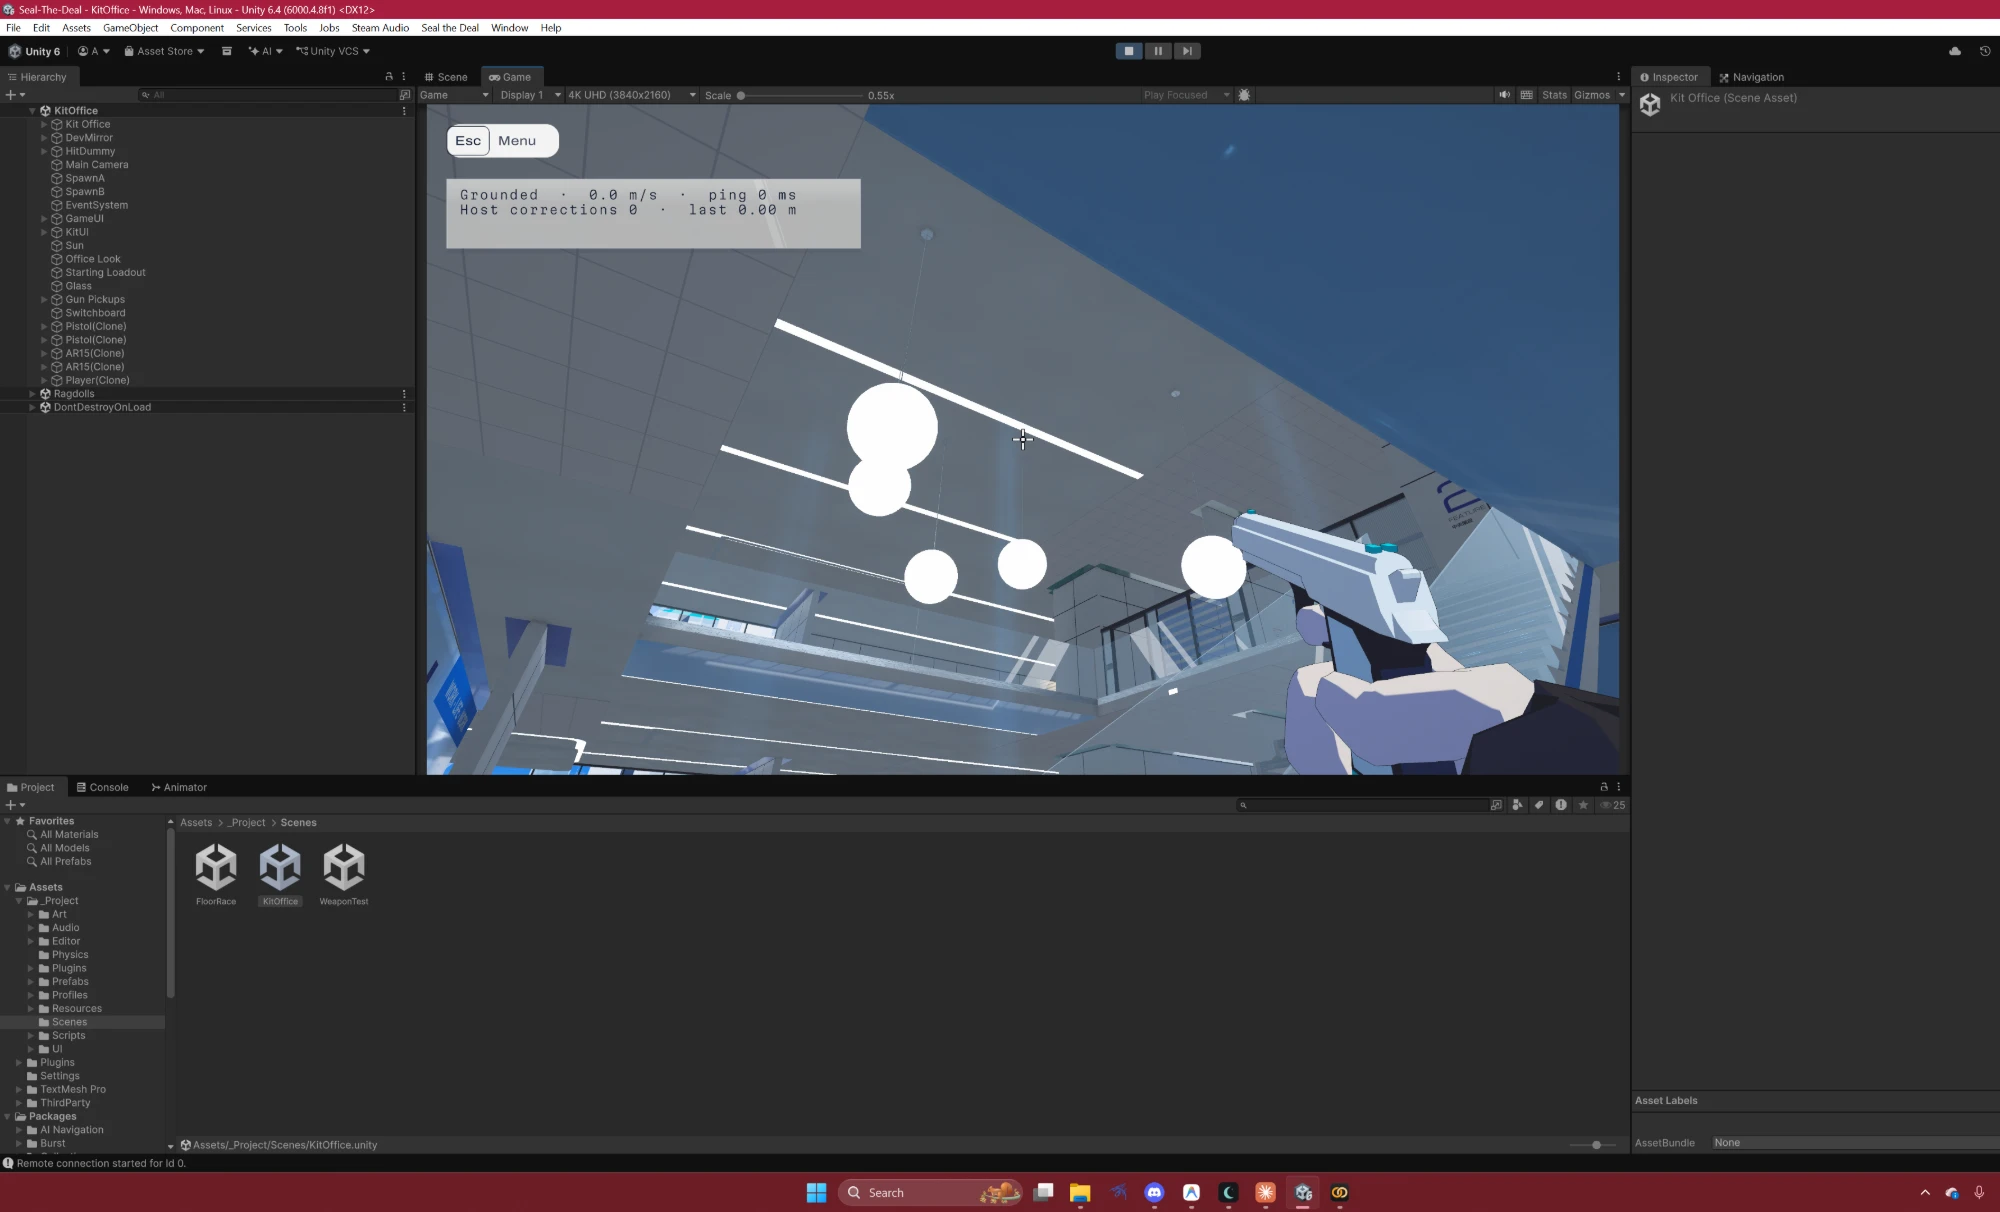 Seal-The-Deal - KitOffice - Windows, Mac, Linux - Unity 6.4 (6000.4.8f1) <DX12>
File Edit Assets GameObject Component Services Tools Jobs Steam Audio Seal the Deal Window Help
Unity 6 A Asset Store AI Unity VCS
Hierarchy
All
KitOffice
Kit Office
DevMirror
HitDummy
Main Camera
SpawnA
SpawnB
EventSystem
GameUI
KitUI
Sun
Office Look
Starting Loadout
Glass
Gun Pickups
Switchboard
Pistol(Clone)
Pistol(Clone)
AR15(Clone)
AR15(Clone)
Player(Clone)
Ragdolls
DontDestroyOnLoad
Scene Game
Game Display 1 4K UHD (3840x2160) Scale 0.55x Play Focused Stats Gizmos
Esc Menu
Grounded · 0.0 m/s · ping 0 ms
Host corrections 0 · last 0.00 m
2
Inspector Navigation
Kit Office (Scene Asset)
Asset Labels
AssetBundle None
Project Console Animator
25
Favorites
All Materials
All Models
All Prefabs
Assets
_Project
Art
Audio
Editor
Physics
Plugins
Prefabs
Profiles
Resources
Scenes
Scripts
UI
Plugins
Settings
TextMesh Pro
ThirdParty
Packages
AI Navigation
Burst
Assets > _Project > Scenes
FloorRace KitOffice WeaponTest
Assets/_Project/Scenes/KitOffice.unity
Remote connection started for Id 0.
Search